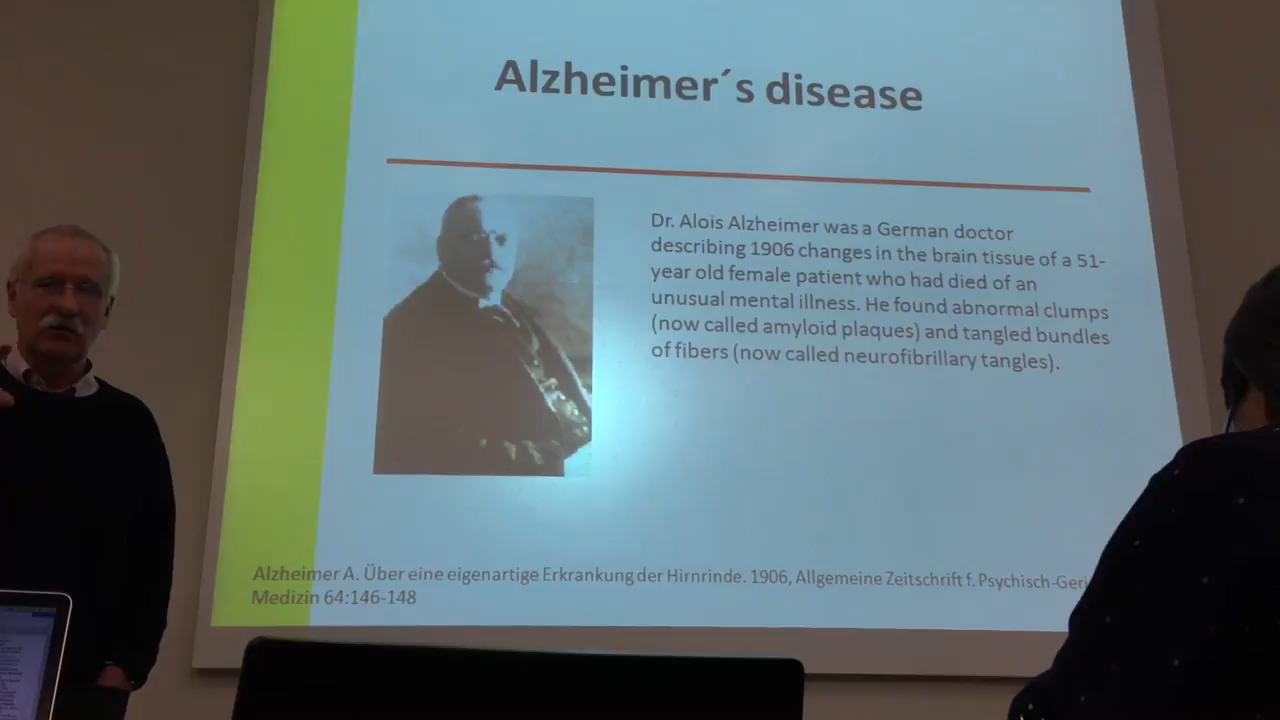 Alzheimer´s disease
Dr. Alois Alzheimer was a German doctor
describing 1906 changes in the brain tissue of a 51-
year old female patient who had died of an
unusual mental illness. He found abnormal clumps
(now called amyloid plaques) and tangled bundles
of fibers (now called neurofibrillary tangles).
Alzheimer A. Über eine eigenartige Erkrankung der Hirnrinde. 1906, Allgemeine Zeitschrift f. Psychisch-Geri
Medizin 64:146-148